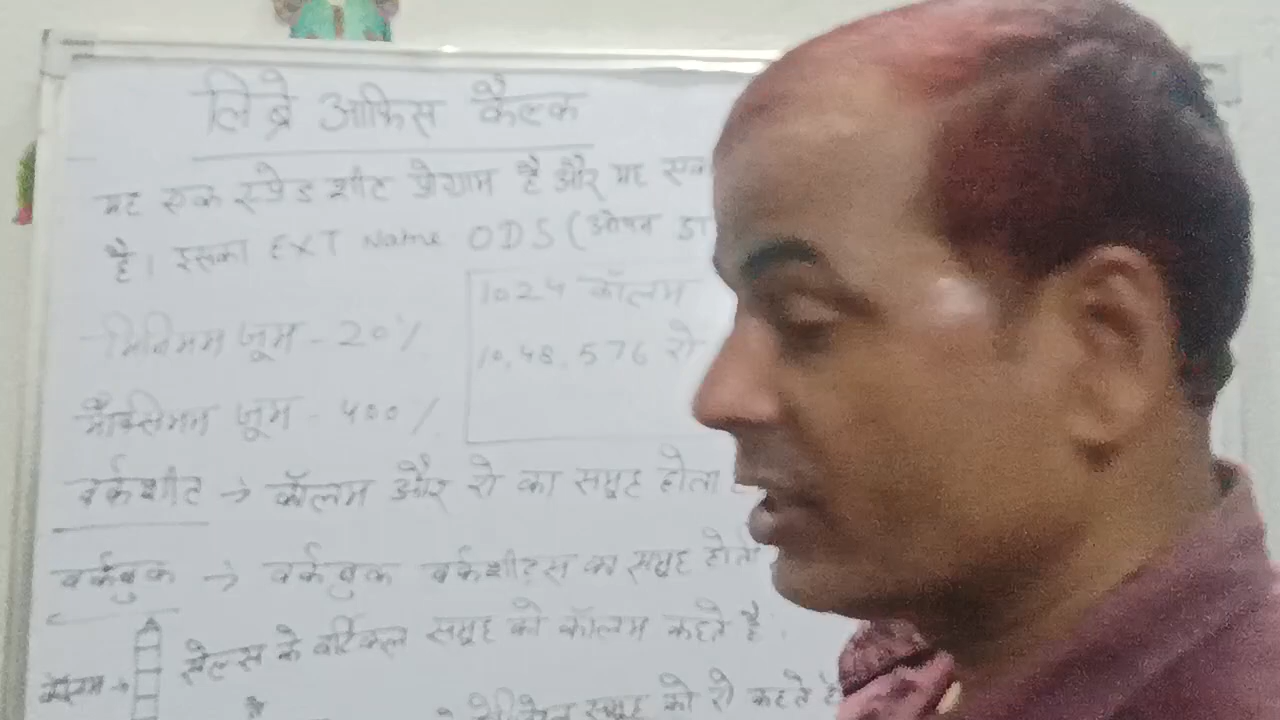 लिब्रे ऑफिस कैल्क
यह एक स्प्रेड शीट प्रोग्राम है और यह
है। इसका EXT Name ODS (ओपन
1024 कॉलम
मिनिमम जूम - 20%
10,48,576 रो
मैक्सिमम जूम - 400%
वर्कशीट → कॉलम और रो का समूह होता
वर्कबुक → वर्कबुक वर्कशीट्स का समूह होता
सेल्स के वर्टिकल समूह को कॉलम कहते है
कॉलम →
समूह को रो कहते है